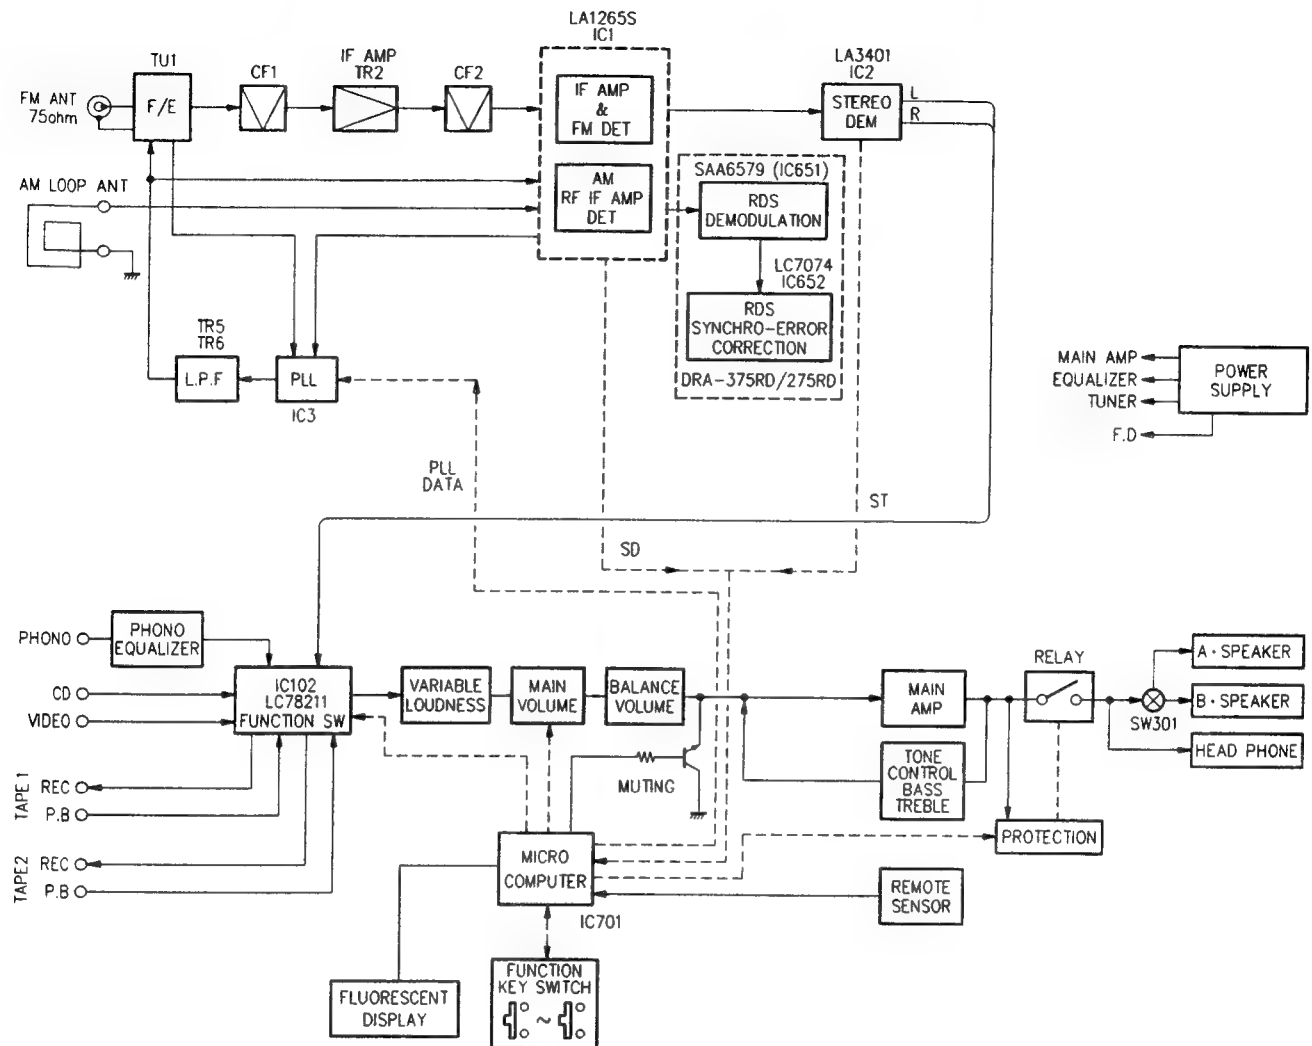 LA1265S
IC1
TU1
F/E
FM ANT
75ohm
CF1
IF AMP
TR2
CF2
IF AMP
&
FM DET
LA3401
IC2
STEREO
DEM
L
R
AM LOOP ANT
AM
RF IF AMP
DET
SAA6579 (IC651)
RDS
DEMODULATION
LC7074
IC652
RDS
SYNCHRO-ERROR
CORRECTION
DRA-375RD/275RD
TR5
TR6
L.P.F
PLL
IC3
MAIN AMP
EQUALIZER
TUNER
F.D
POWER
SUPPLY
PLL
DATA
ST
SD
PHONO
PHONO
EQUALIZER
CD
VIDEO
IC102
LC78211
FUNCTION SW
VARIABLE
LOUDNESS
MAIN
VOLUME
BALANCE
VOLUME
MAIN
AMP
RELAY
SW301
A·SPEAKER
B·SPEAKER
HEAD PHONE
TAPE 1
REC
P.B
TAPE2
REC
P.B
MUTING
TONE
CONTROL
BASS
TREBLE
PROTECTION
MICRO
COMPUTER
IC701
REMOTE
SENSOR
FLUORESCENT
DISPLAY
FUNCTION
KEY SWITCH
~